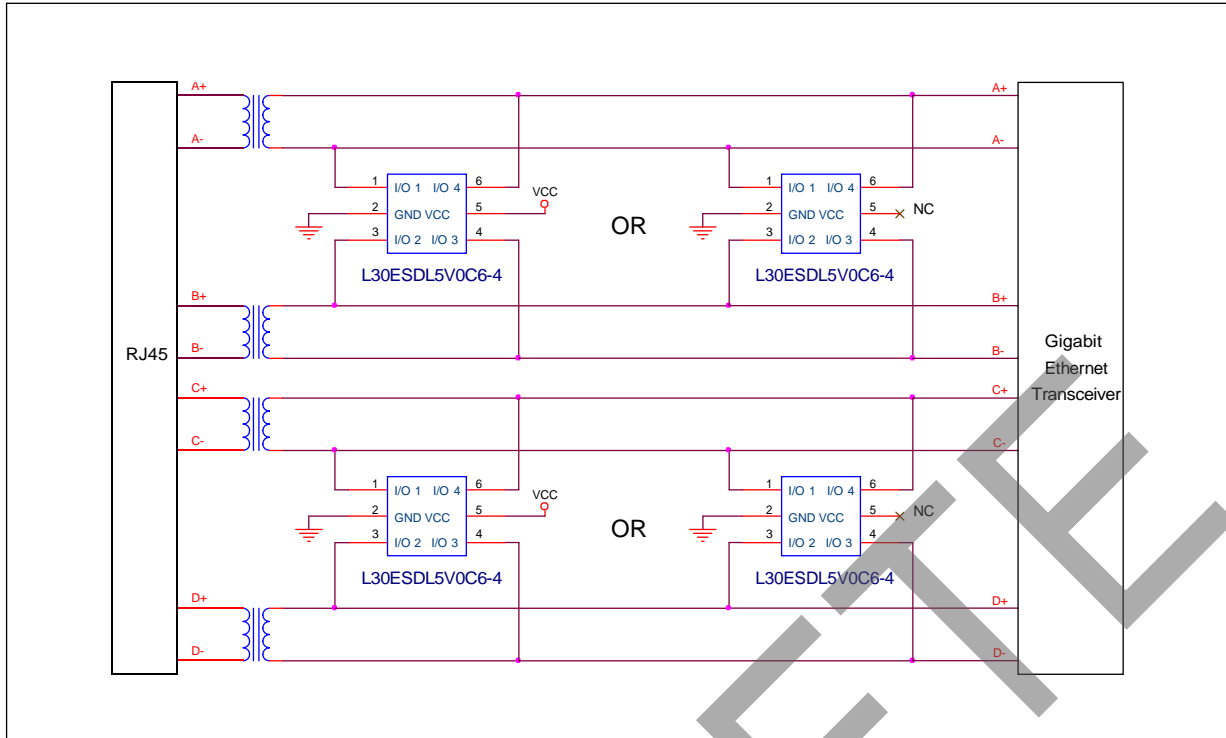 A+ A+
A- A-
1 I/O 1 I/O 4 6 1 I/O 1 I/O 4 6
VCC
2 GND VCC 5 OR 2 GND VCC 5 NC
3 I/O 2 I/O 3 4 3 I/O 2 I/O 3 4
L30ESDL5V0C6-4 L30ESDL5V0C6-4
B+ B+
RJ45 B- B- Gigabit
Ethernet
Transceiver
C+ C+
C- C-
1 I/O 1 I/O 4 6 1 I/O 1 I/O 4 6
VCC
2 GND VCC 5 OR 2 GND VCC 5 NC
3 I/O 2 I/O 3 4 3 I/O 2 I/O 3 4
L30ESDL5V0C6-4 L30ESDL5V0C6-4
D+ D+
D- D-
ETE